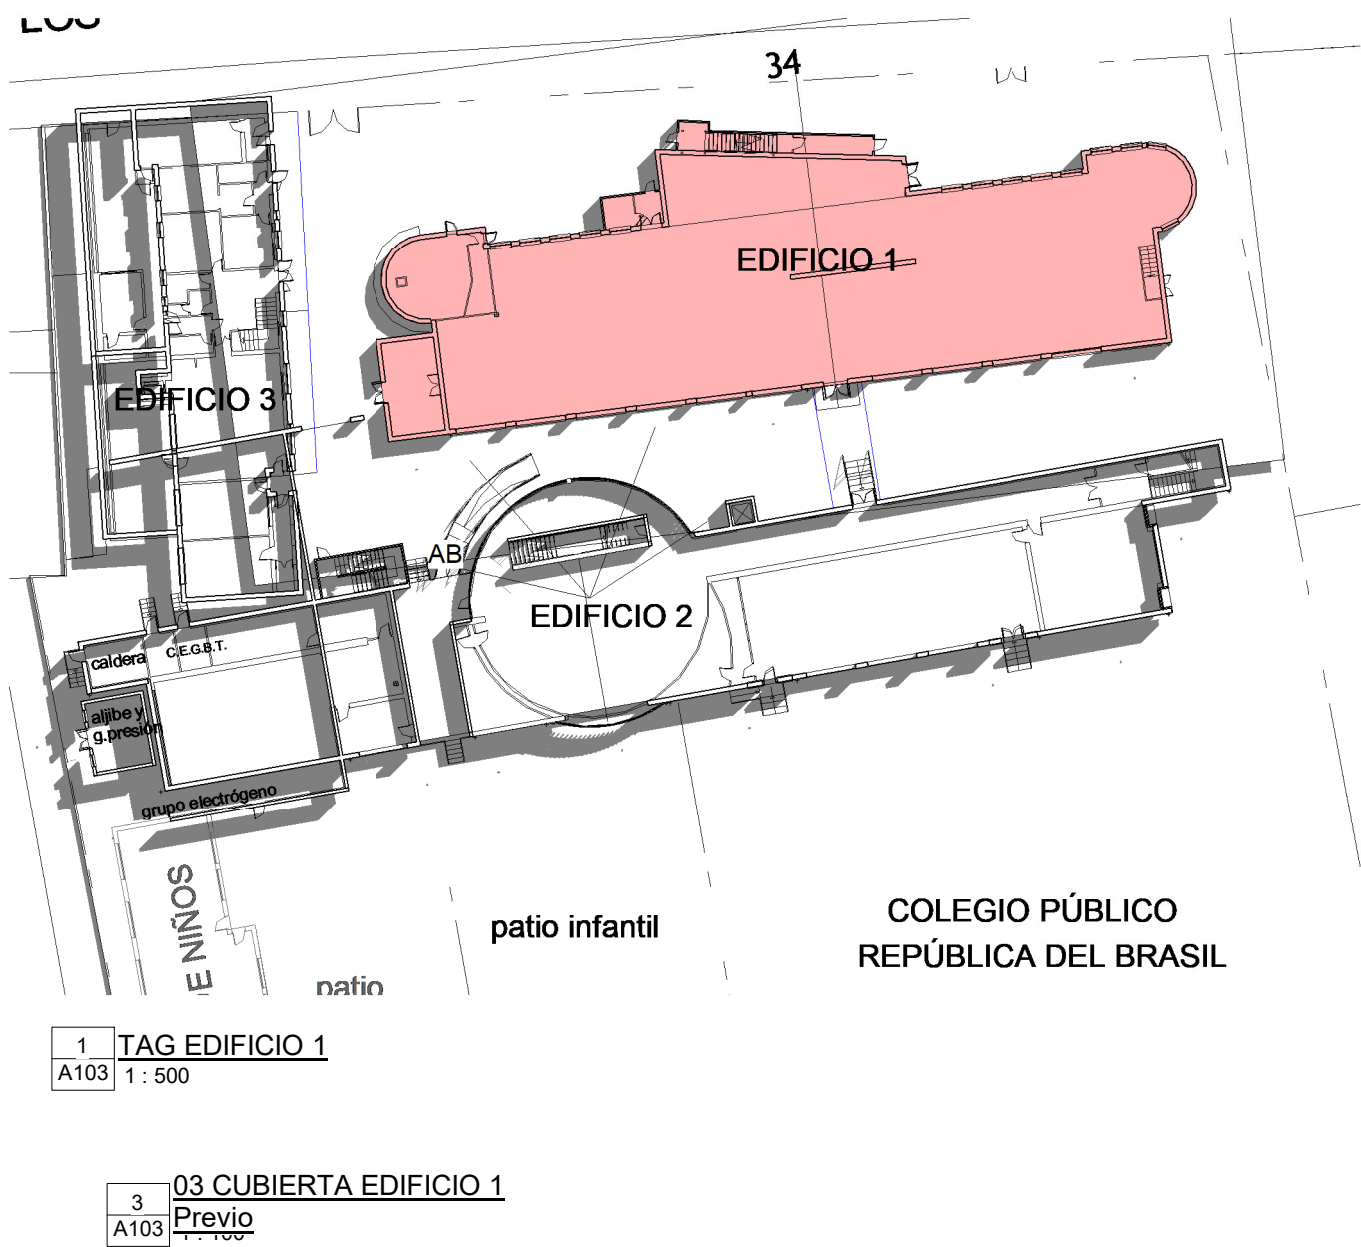 34
EDIFICIO 1
EDIFICIO 3
AB
EDIFICIO 2
caldera
C.E.G.B.T.
aljibe y
g.presión
grupo electrógeno
NIÑOS
patio infantil
patio
COLEGIO PÚBLICO
REPÚBLICA DEL BRASIL
1
A103
TAG EDIFICIO 1
1 : 500
3
A103
03 CUBIERTA EDIFICIO 1
Previo